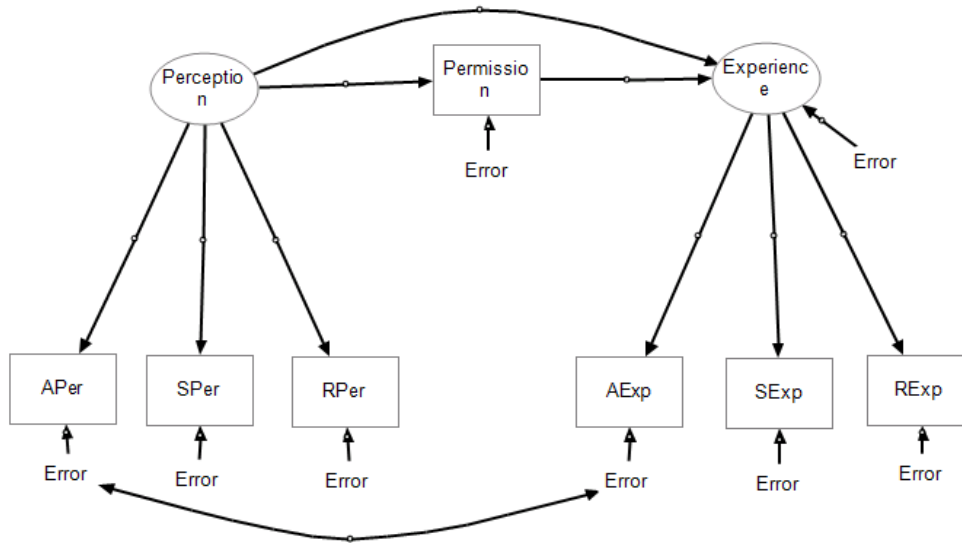 Perceptio
n
Permissio
n
Experienc
e
Error
Error
APer
SPer
RPer
AExp
SExp
RExp
Error
Error
Error
Error
Error
Error